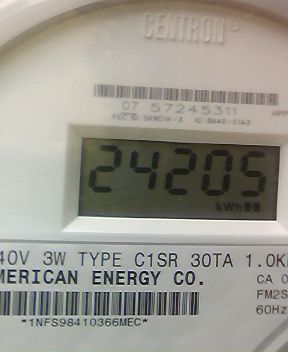 CENTRON®
07 57245311
24205
kWh
40V 3W TYPE C1SR 30TA 1.0K
MERICAN ENERGY CO.
CA 0
FM2S
60Hz
*1NFS98410366MEC*